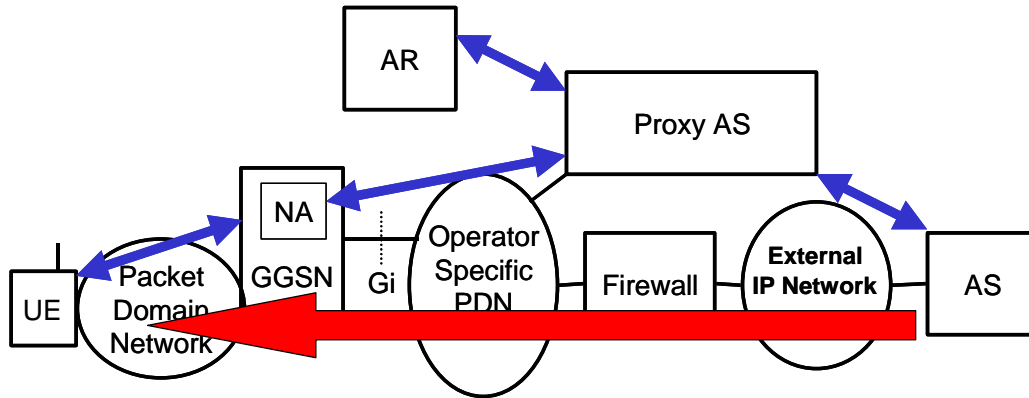 AR
Proxy AS
NA
GGSN
Gi
UE
Packet
Domain
Network
Operator
Specific
PDN
Firewall
External
IP Network
AS